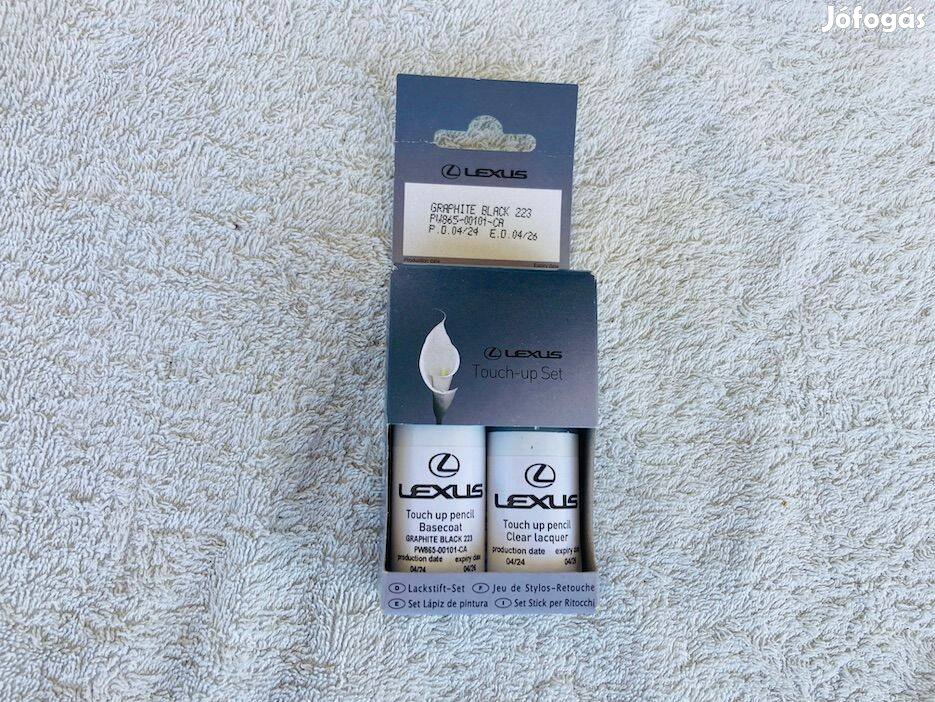 Jófogás
LEXUS
GRAPHITE BLACK 223
PW865-00101-CA
P.D.04/24 E.D.04/26
Production date Expiry date
LEXUS
Touch-up Set
LEXUS
Touch up pencil
Basecoat
GRAPHITE BLACK 223
PW865-00101-CA
production date expiry date
04/24 04/26
LEXUS
Touch up pencil
Clear lacquer
production date expiry da
04/24 04/26
D Lackstift-Set F Jeu de Stylos-Retouche
E Set Lápiz de pintura I Set Stick per Ritocchi